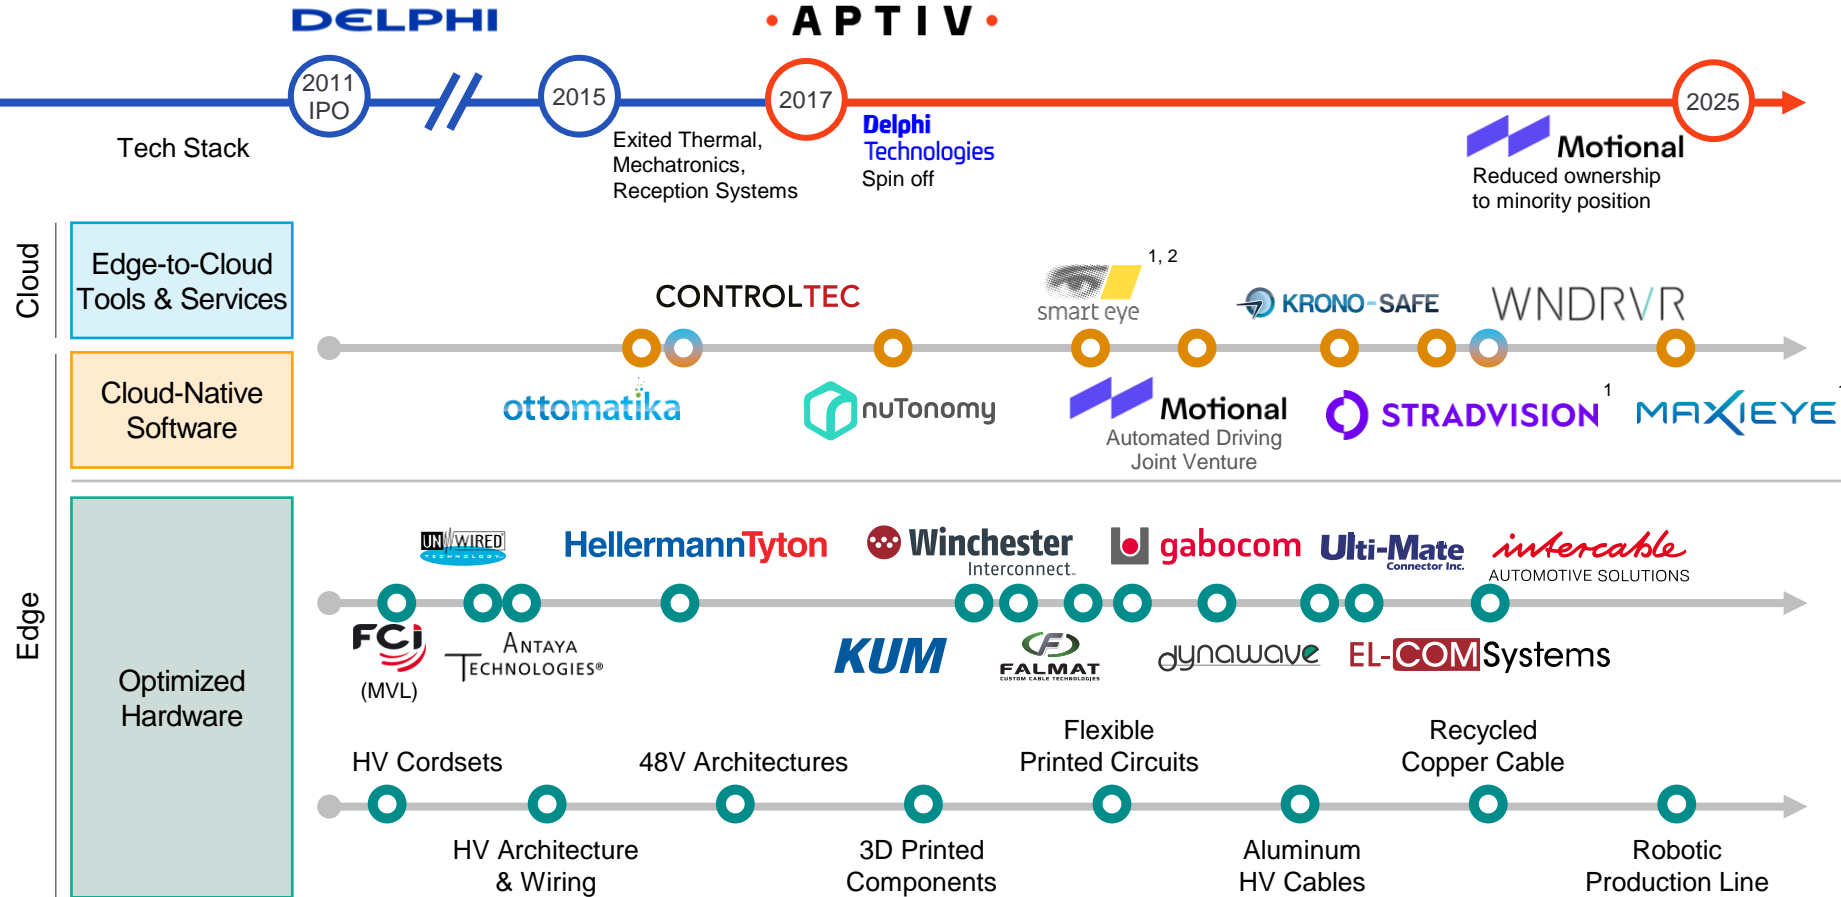 DELPHI
• APTIV •
2011
IPO
2015
2017
2025
Tech Stack
Exited Thermal,
Mechatronics,
Reception Systems
Delphi
Technologies
Spin off
Motional
Reduced ownership
to minority position
Cloud
Edge-to-Cloud
Tools & Services
CONTROLTEC
smart eye
1, 2
KRONO-SAFE
WNDRVR
Cloud-Native
Software
ottomatika
nuTonomy
Motional
Automated Driving
Joint Venture
STRADVISION
1
MAXIEYE
1
Edge
Optimized
Hardware
UNWIRED
TECHNOLOGY
HellermannTyton
Winchester
Interconnect
gabocom
Ulti-Mate
Connector Inc.
intercable
AUTOMOTIVE SOLUTIONS
FCi
(MVL)
ANTAYA
TECHNOLOGIES®
KUM
FALMAT
CUSTOM CABLE TECHNOLOGIES
dynawave
EL-COM Systems
HV Cordsets
48V Architectures
Flexible
Printed Circuits
Recycled
Copper Cable
HV Architecture
& Wiring
3D Printed
Components
Aluminum
HV Cables
Robotic
Production Line